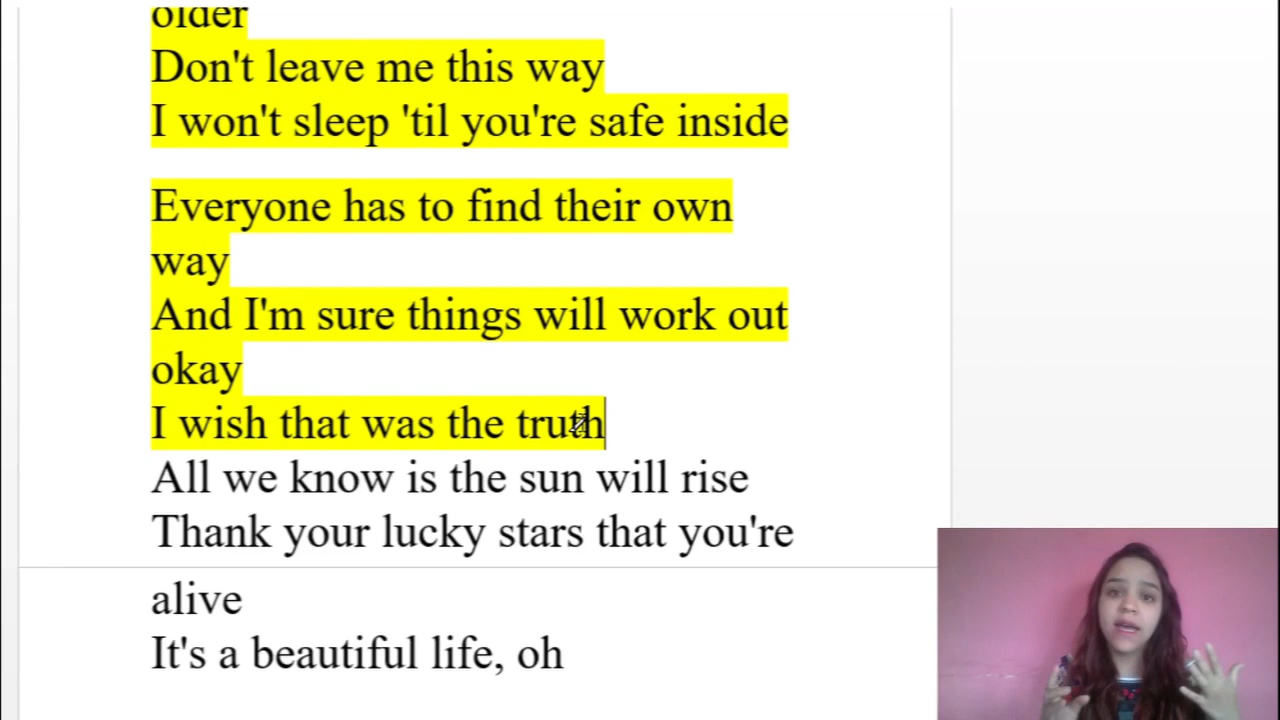 older
Don't leave me this way
I won't sleep 'til you're safe inside
Everyone has to find their own
way
And I'm sure things will work out
okay
I wish that was the truth
All we know is the sun will rise
Thank your lucky stars that you're
alive
It's a beautiful life, oh